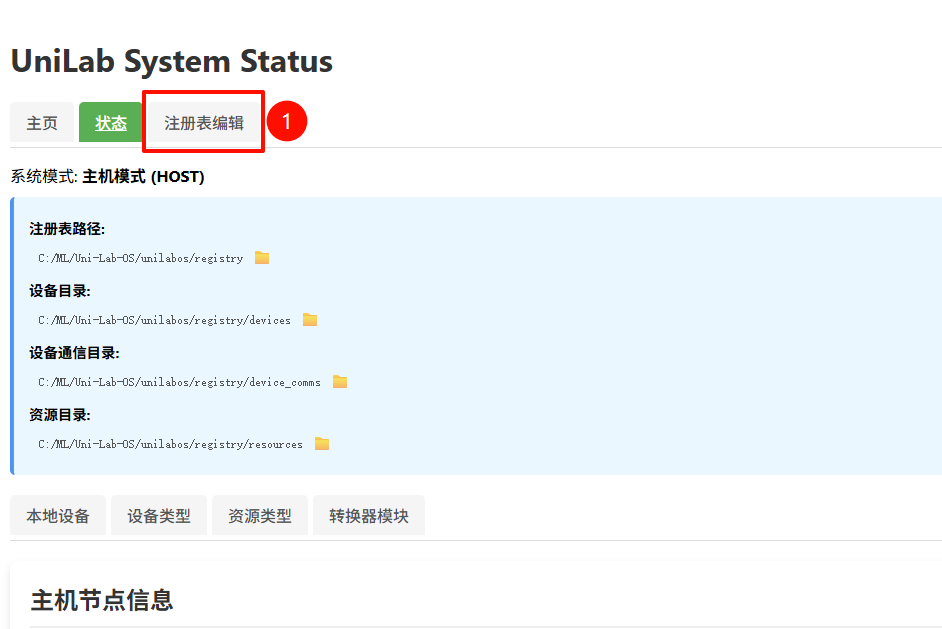 UniLab System Status
主页 状态 注册表编辑 1
系统模式: 主机模式 (HOST)
注册表路径:
C:/ML/Uni-Lab-OS/unilabos/registry
设备目录:
C:/ML/Uni-Lab-OS/unilabos/registry/devices
设备通信目录:
C:/ML/Uni-Lab-OS/unilabos/registry/device_comms
资源目录:
C:/ML/Uni-Lab-OS/unilabos/registry/resources
本地设备 设备类型 资源类型 转换器模块
主机节点信息